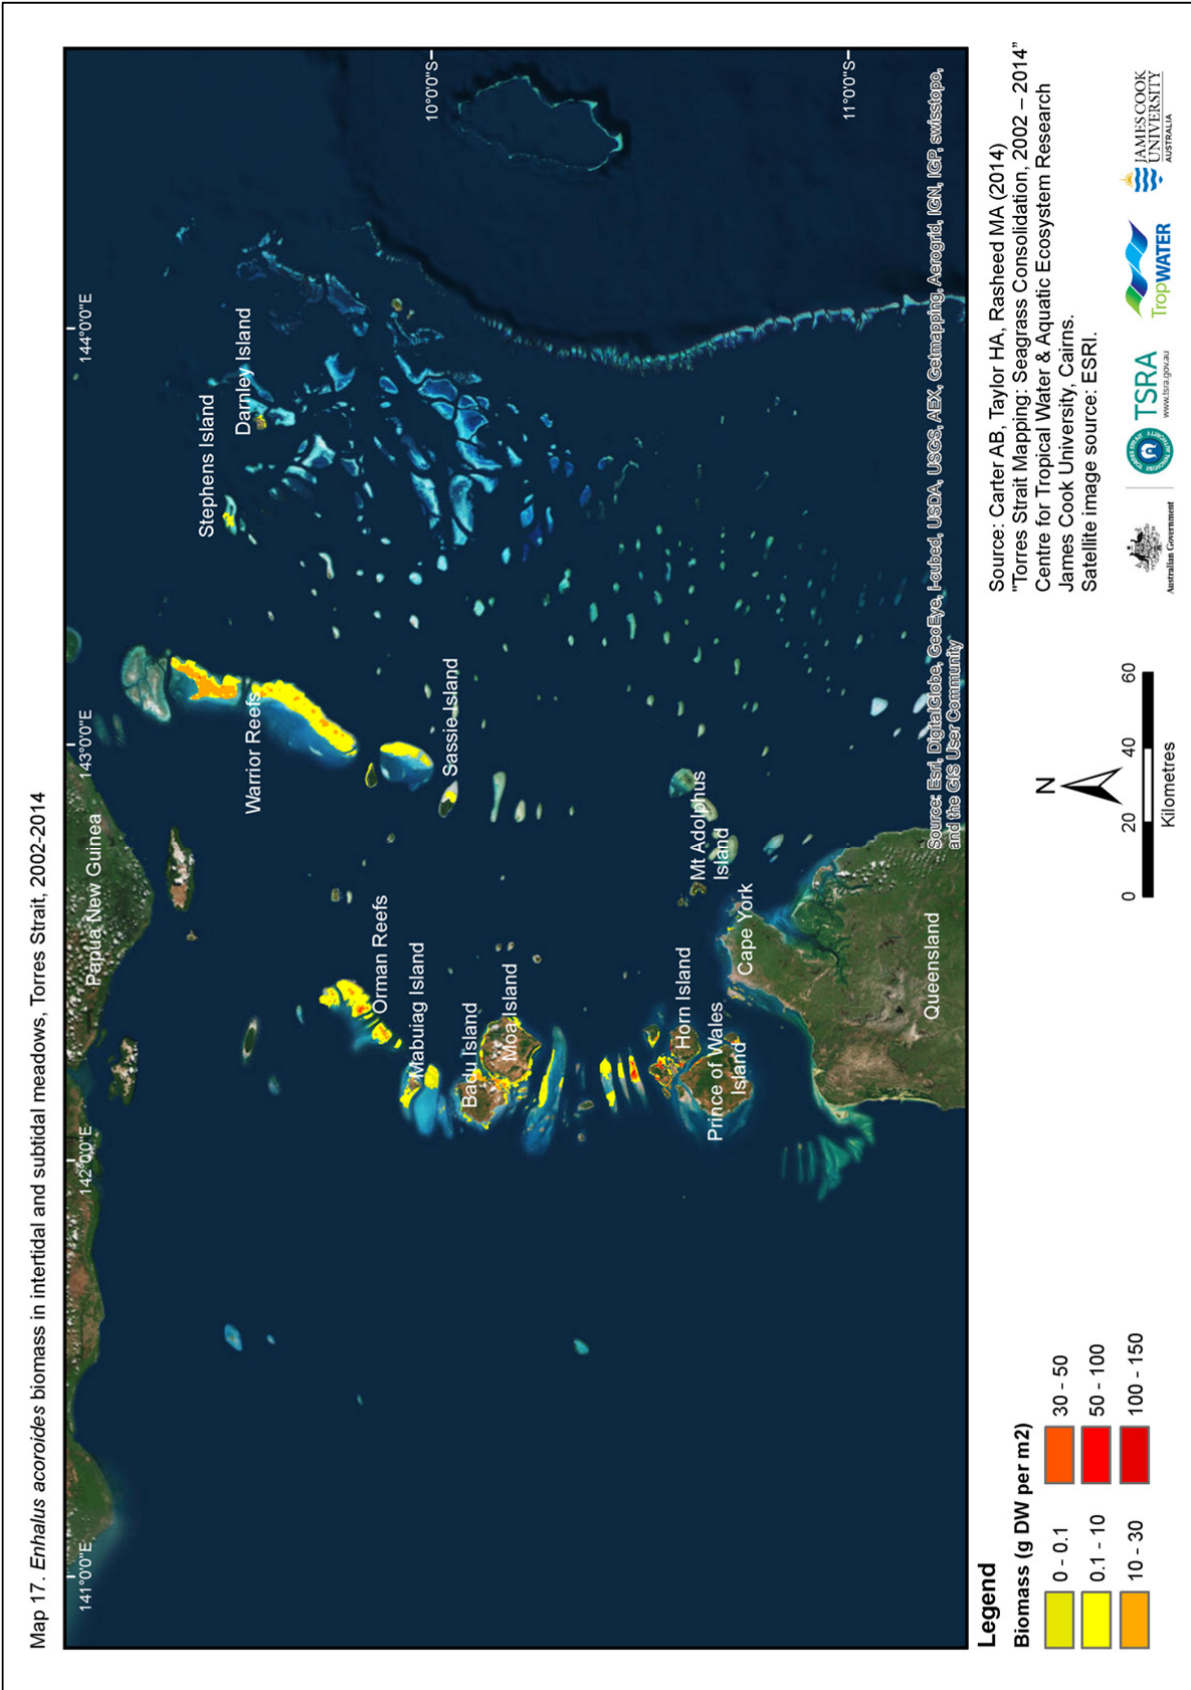 Map 17. Enhalus acoroides biomass in intertidal and subtidal meadows, Torres Strait, 2002-2014
141°0'0"E
142°0'0"E
143°0'0"E
144°0'0"E
10°0'0"S
11°0'0"S
Papua New Guinea
Stephens Island
Darnley Island
Warrior Reefs
Orman Reefs
Mabuiag Island
Sassie Island
Badu Island
Moa Island
Horn Island
Mt Adolphus
Island
Prince of Wales
Island
Cape York
Queensland
Source: Esri, DigitalGlobe, GeoEye, i-cubed, USDA, USGS, AEX, Getmapping, Aerogrid, IGN, IGP, swisstopo,
and the GIS User Community
Legend
Biomass (g DW per m2)
0 - 0.1
0.1 - 10
10 - 30
30 - 50
50 - 100
100 - 150
N
0 20 40 60
Kilometres
Source: Carter AB, Taylor HA, Rasheed MA (2014)
"Torres Strait Mapping: Seagrass Consolidation, 2002 – 2014”
Centre for Tropical Water & Aquatic Ecosystem Research
James Cook University, Cairns.
Satellite image source: ESRI.
Australian Government
TSRA
www.tsra.gov.au
TropWATER
JAMES COOK
UNIVERSITY
AUSTRALIA